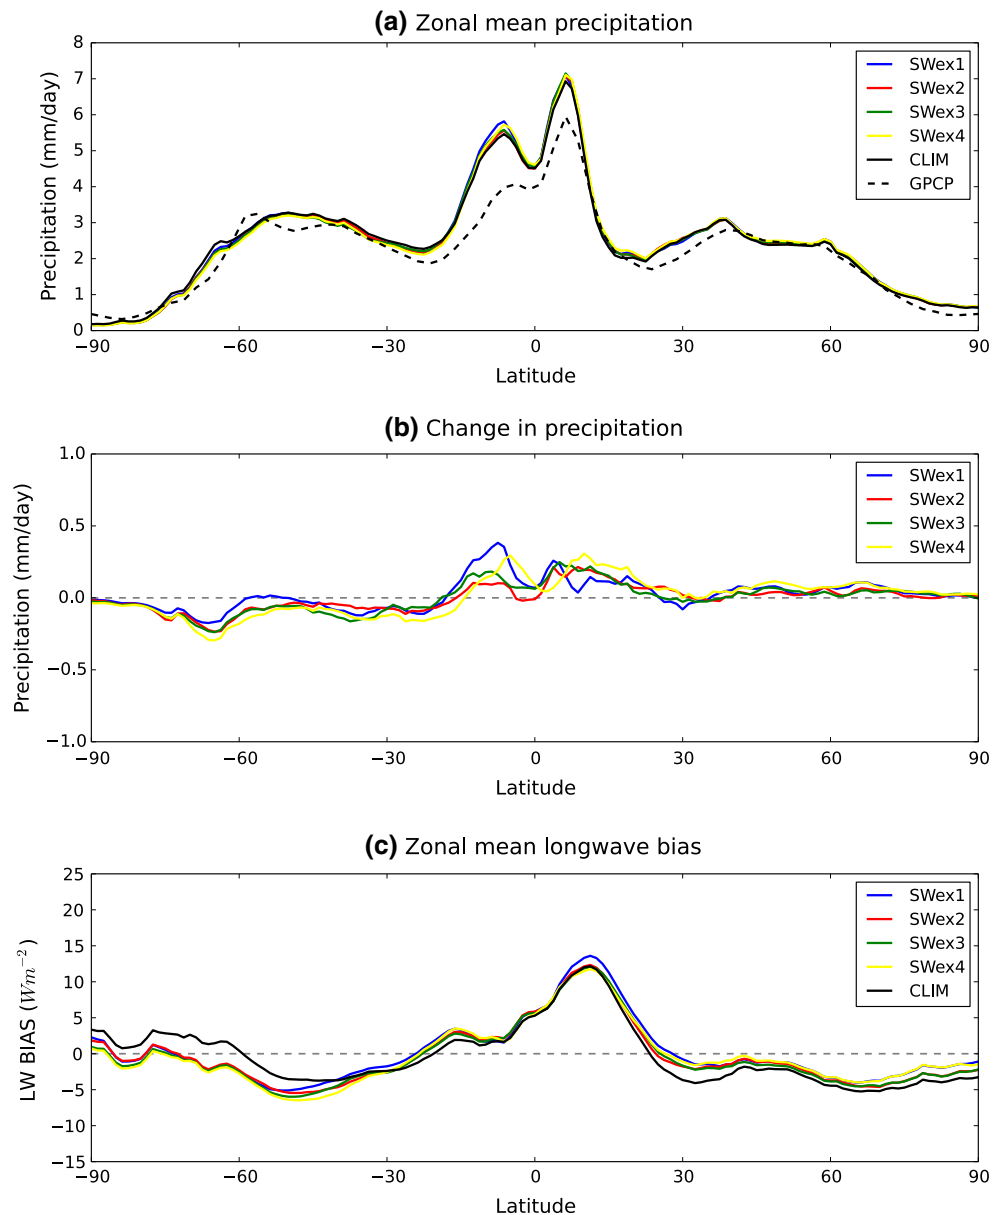 (a) Zonal mean precipitation
8
7
6
5
4
3
2
1
0
Precipitation (mm/day)
SWex1
SWex2
SWex3
SWex4
CLIM
GPCP
−90 −60 −30 0 30 60 90
Latitude
(b) Change in precipitation
1.0
0.5
0.0
−0.5
−1.0
Precipitation (mm/day)
SWex1
SWex2
SWex3
SWex4
−90 −60 −30 0 30 60 90
Latitude
(c) Zonal mean longwave bias
25
20
15
10
5
0
−5
−10
−15
LW BIAS (Wm⁻²)
SWex1
SWex2
SWex3
SWex4
CLIM
−90 −60 −30 0 30 60 90
Latitude